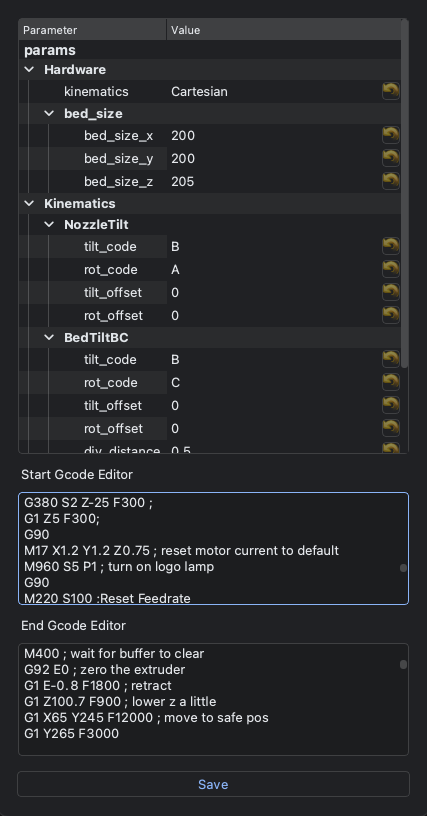 Parameter Value
params
Hardware
kinematics Cartesian
bed_size
bed_size_x 200
bed_size_y 200
bed_size_z 205
Kinematics
NozzleTilt
tilt_code B
rot_code A
tilt_offset 0
rot_offset 0
BedTiltBC
tilt_code B
rot_code C
tilt_offset 0
rot_offset 0
div_distance 0.5
Start Gcode Editor
G380 S2 Z-25 F300 ;
G1 Z5 F300;
G90
M17 X1.2 Y1.2 Z0.75 ; reset motor current to default
M960 S5 P1 ; turn on logo lamp
G90
M220 S100 ;Reset Feedrate
End Gcode Editor
M400 ; wait for buffer to clear
G92 E0 ; zero the extruder
G1 E-0.8 F1800 ; retract
G1 Z100.7 F900 ; lower z a little
G1 X65 Y245 F12000 ; move to safe pos
G1 Y265 F3000
Save